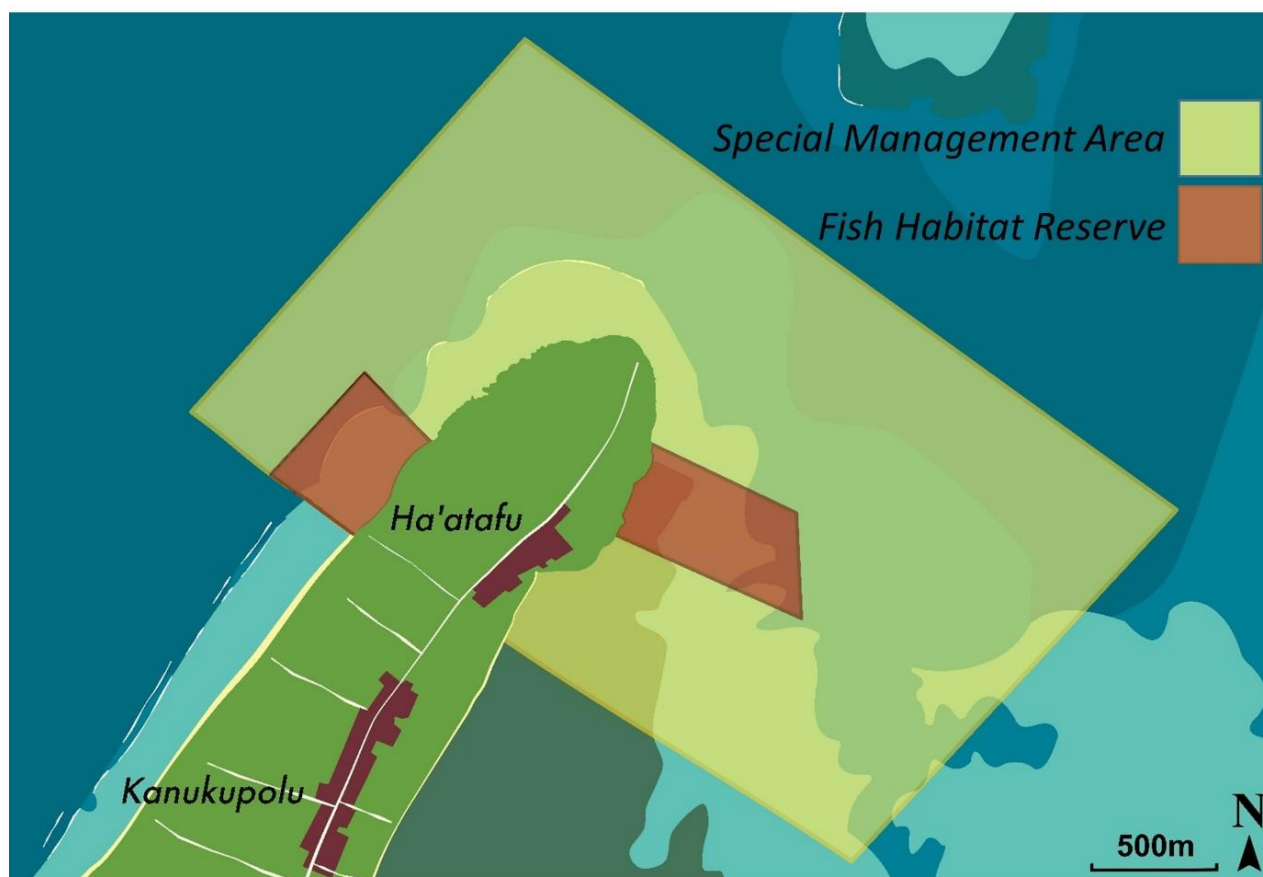 Special Management Area
Fish Habitat Reserve
Ha'atafu
Kanukupolu
N
500m